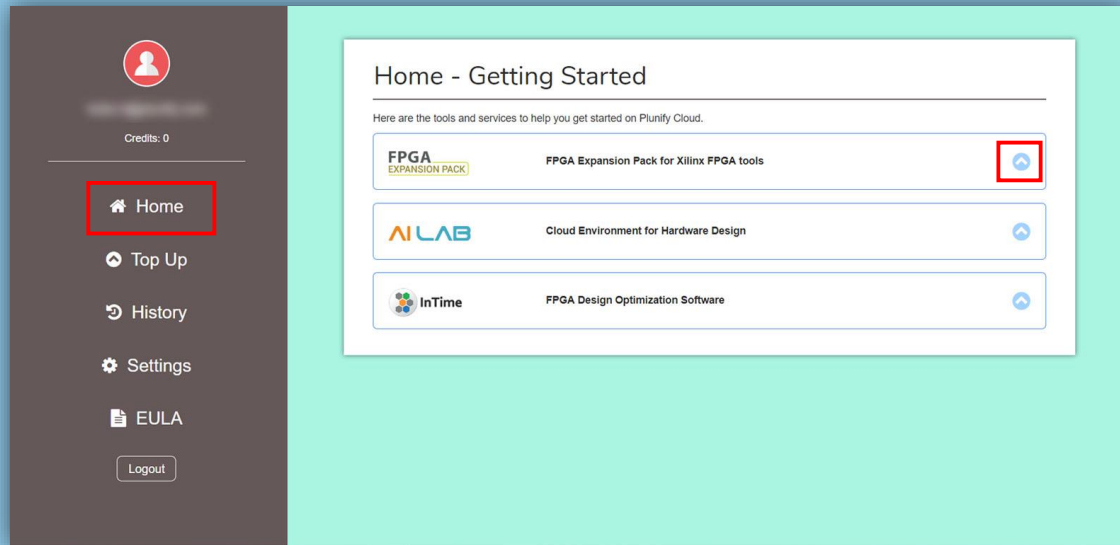 Credits: 0
Home
Top Up
History
Settings
EULA
Logout
Home - Getting Started
Here are the tools and services to help you get started on Plunify Cloud.
FPGA
EXPANSION PACK
FPGA Expansion Pack for Xilinx FPGA tools
AI LAB
Cloud Environment for Hardware Design
InTime
FPGA Design Optimization Software